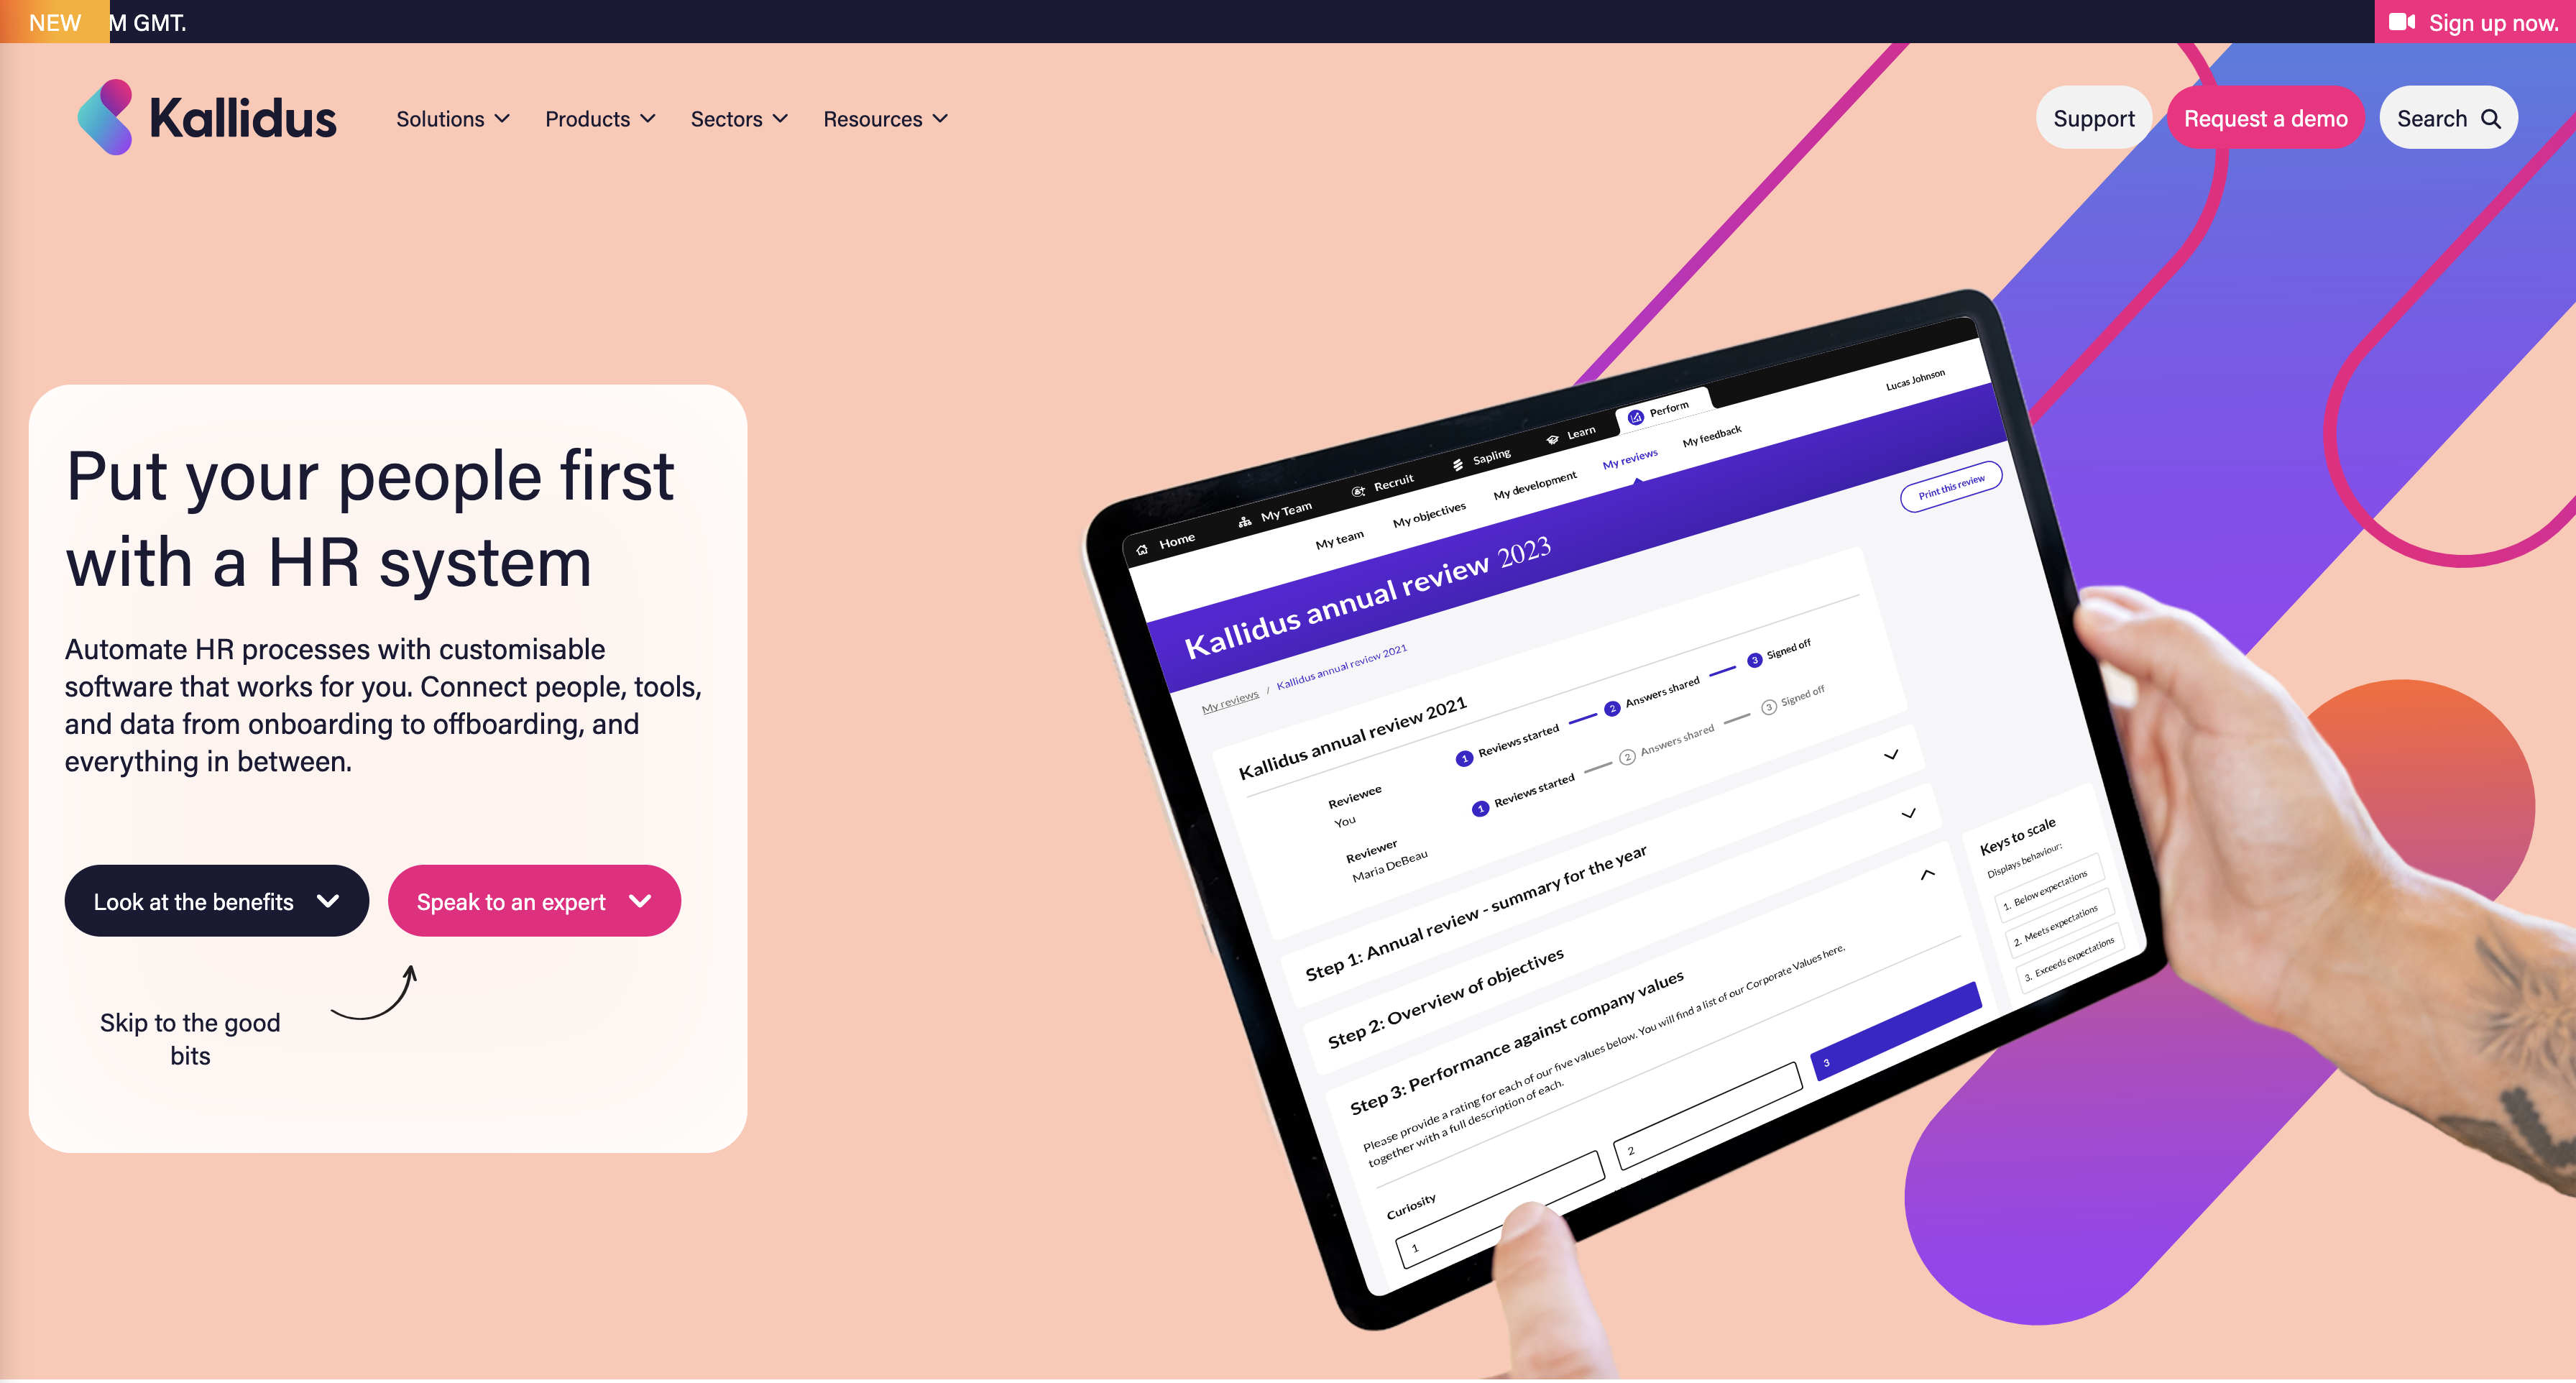 NEW
M GMT.
Sign up now.
Kallidus
Solutions
Products
Sectors
Resources
Support
Request a demo
Search
Put your people first
with a HR system
Automate HR processes with customisable
software that works for you. Connect people, tools,
and data from onboarding to offboarding, and
everything in between.
Look at the benefits
Speak to an expert
Skip to the good
bits
Home
My Team
Recruit
Sapling
Learn
Perform
Lucas Johnson
My team
My objectives
My development
My reviews
My feedback
Kallidus annual review 2023
Print this review
My reviews / Kallidus annual review 2021
Kallidus annual review 2021
Reviewee
You
1 Reviews started
2 Answers shared
3 Signed off
Reviewer
Maria DeBeau
1 Reviews started
2 Answers shared
3 Signed off
Step 1: Annual review - summary for the year
Step 2: Overview of objectives
Step 3: Performance against company values
Please provide a rating for each of our five values below. You will find a list of our Corporate Values here.
together with a full description of each.
Curiosity
1
2
3
Keys to scale
Displays behaviour:
1. Below expectations
2. Meets expectations
3. Exceeds expectations